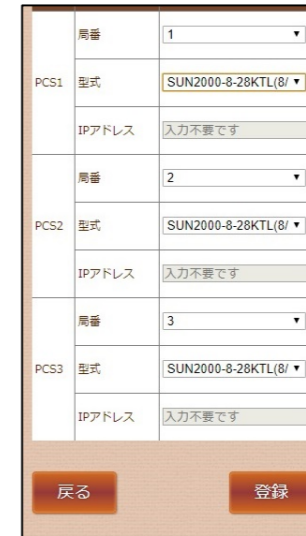 局番 1
PCS1 型式 SUN2000-8-28KTL(8/
IPアドレス 入力不要です
局番 2
PCS2 型式 SUN2000-8-28KTL(8/
IPアドレス 入力不要です
局番 3
PCS3 型式 SUN2000-8-28KTL(8/
IPアドレス 入力不要です
戻る 登録